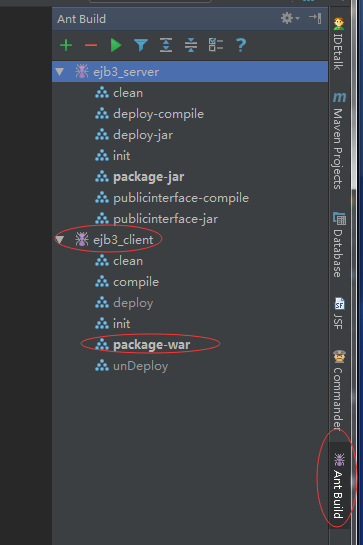 Ant Build
ejb3_server
clean
deploy-compile
deploy-jar
init
package-jar
publicinterface-compile
publicinterface-jar
ejb3_client
clean
compile
deploy
init
package-war
unDeploy
IDEtalk
m
Maven Projects
Database
SF
JSF
Commander
Ant Build